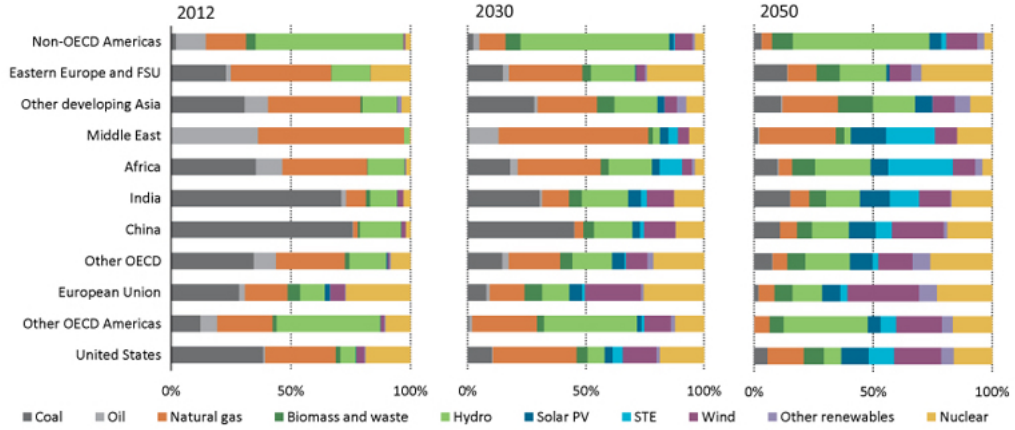 2012 2030 2050
Non-OECD Americas
Eastern Europe and FSU
Other developing Asia
Middle East
Africa
India
China
Other OECD
European Union
Other OECD Americas
United States
0% 50% 100% 0% 50% 100% 0% 50% 100%
Coal Oil Natural gas Biomass and waste Hydro Solar PV STE Wind Other renewables Nuclear